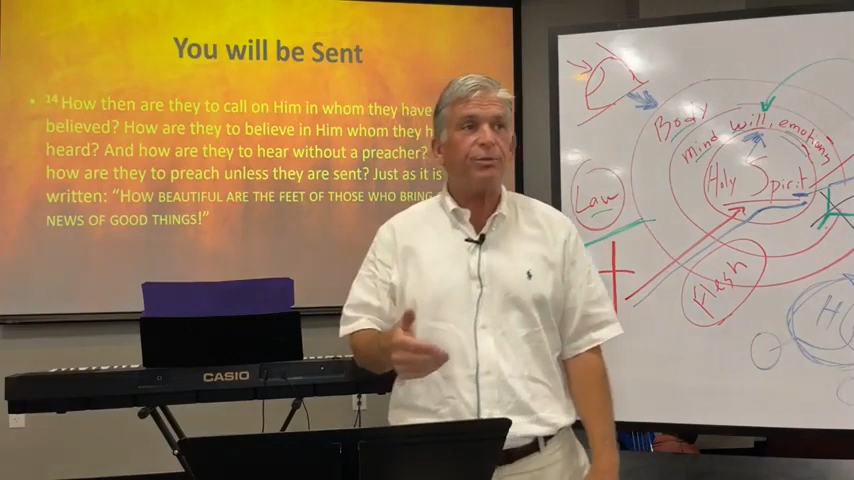 You will be Sent
• 14 How then are they to call on Him in whom they have
believed? How are they to believe in Him whom they h
heard? And how are they to hear without a preacher?
how are they to preach unless they are sent? Just as it is
written: “How BEAUTIFUL ARE THE FEET OF THOSE WHO BRING
NEWS OF GOOD THINGS!”
CASIO
Body
Mind will, emotions
Holy Spirit
Law
Flesh
H